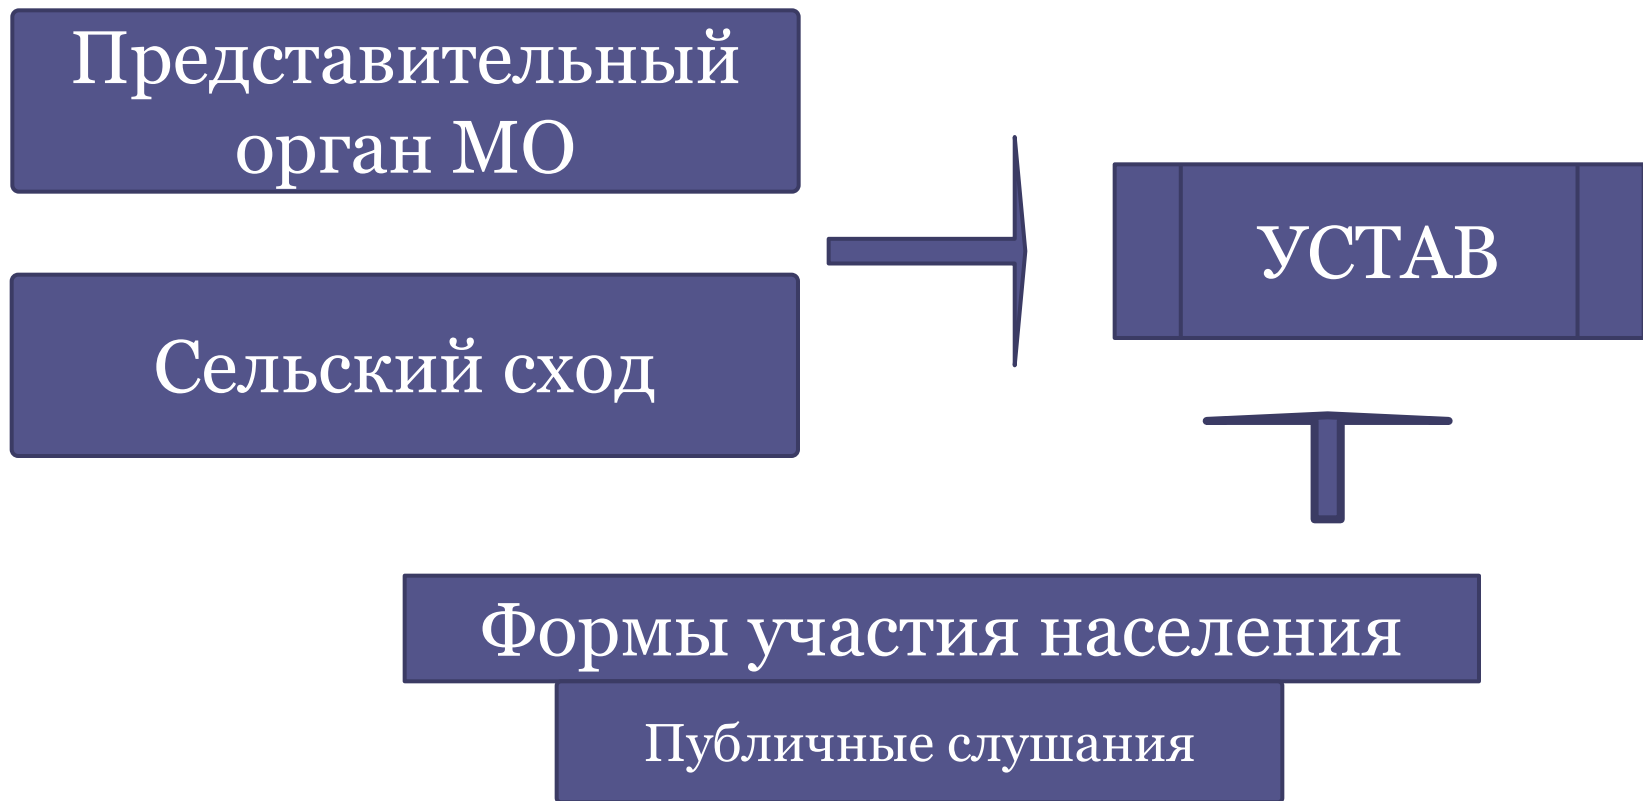 Представительный
орган МО
Сельский сход
УСТАВ
Формы участия населения
Публичные слушания